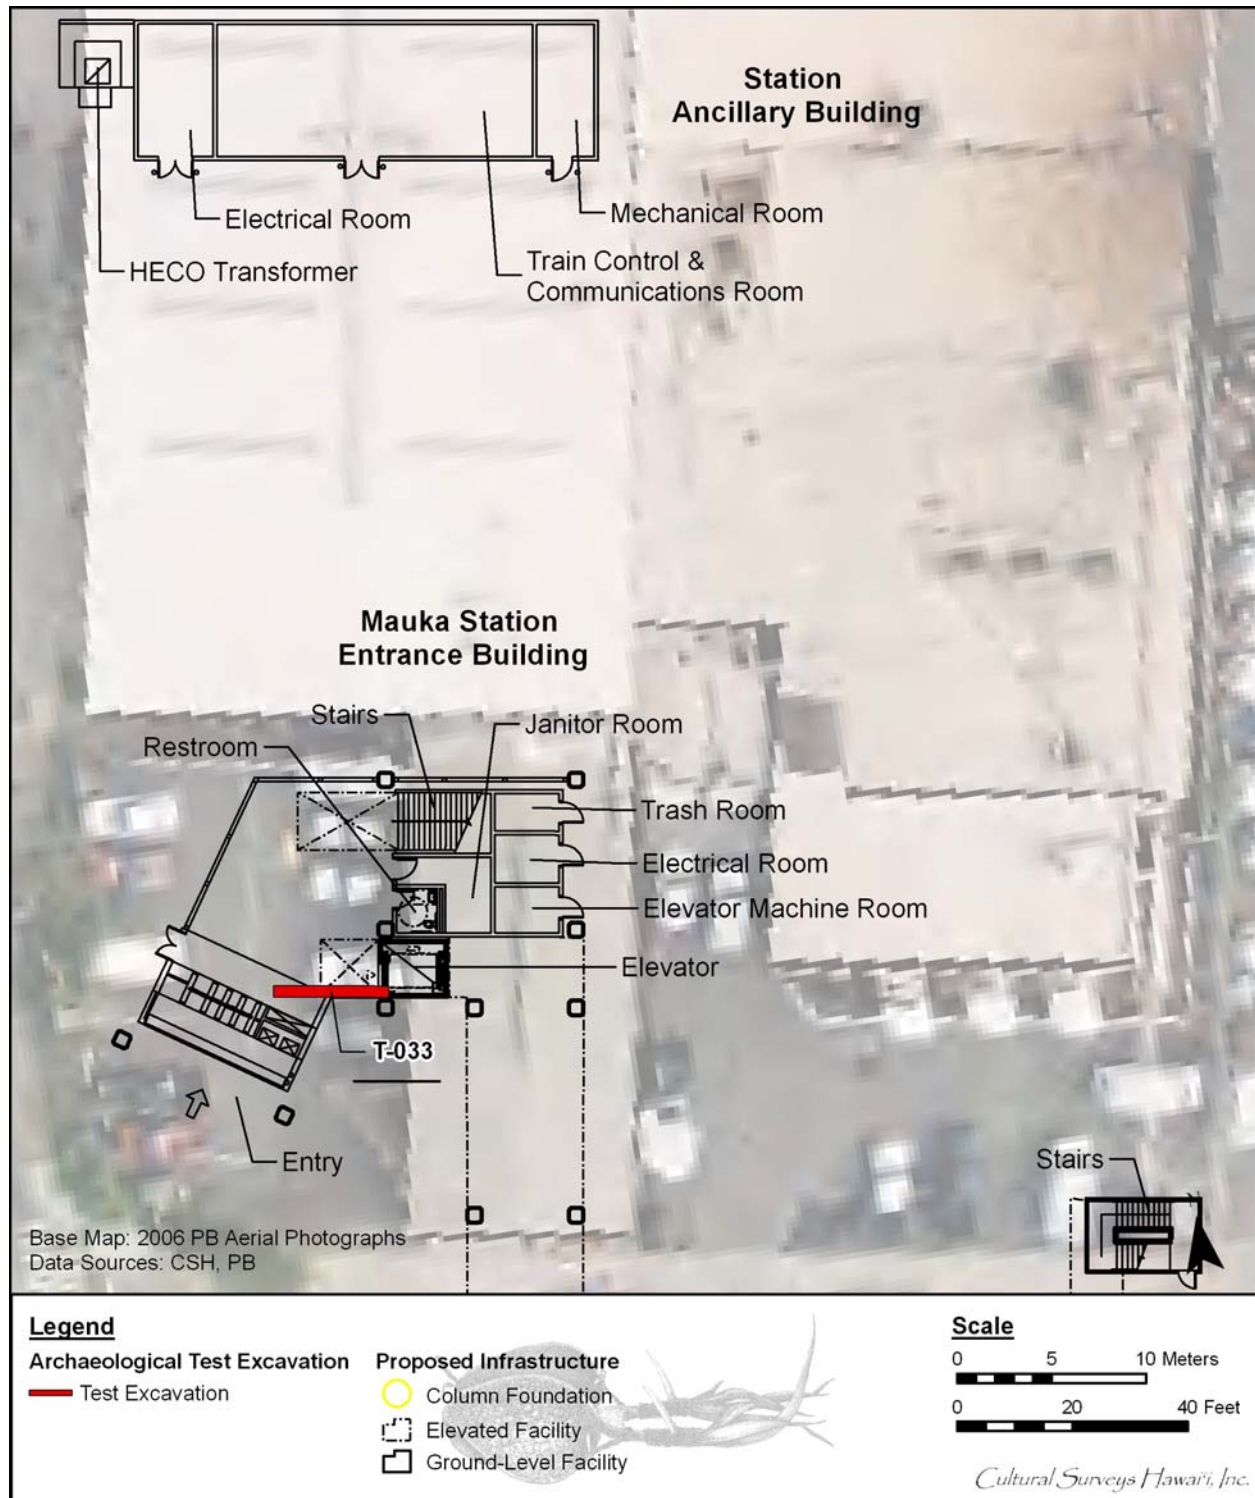 Station
Ancillary Building
Electrical Room
Mechanical Room
HECO Transformer
Train Control &
Communications Room
Mauka Station
Entrance Building
Stairs
Janitor Room
Restroom
Trash Room
Electrical Room
Elevator Machine Room
Elevator
T-033
Entry
Stairs
Base Map: 2006 PB Aerial Photographs
Data Sources: CSH, PB
Legend
Archaeological Test Excavation
Test Excavation
Proposed Infrastructure
Column Foundation
Elevated Facility
Ground-Level Facility
Scale
0 5 10 Meters
0 20 40 Feet
Cultural Surveys Hawai'i, Inc.